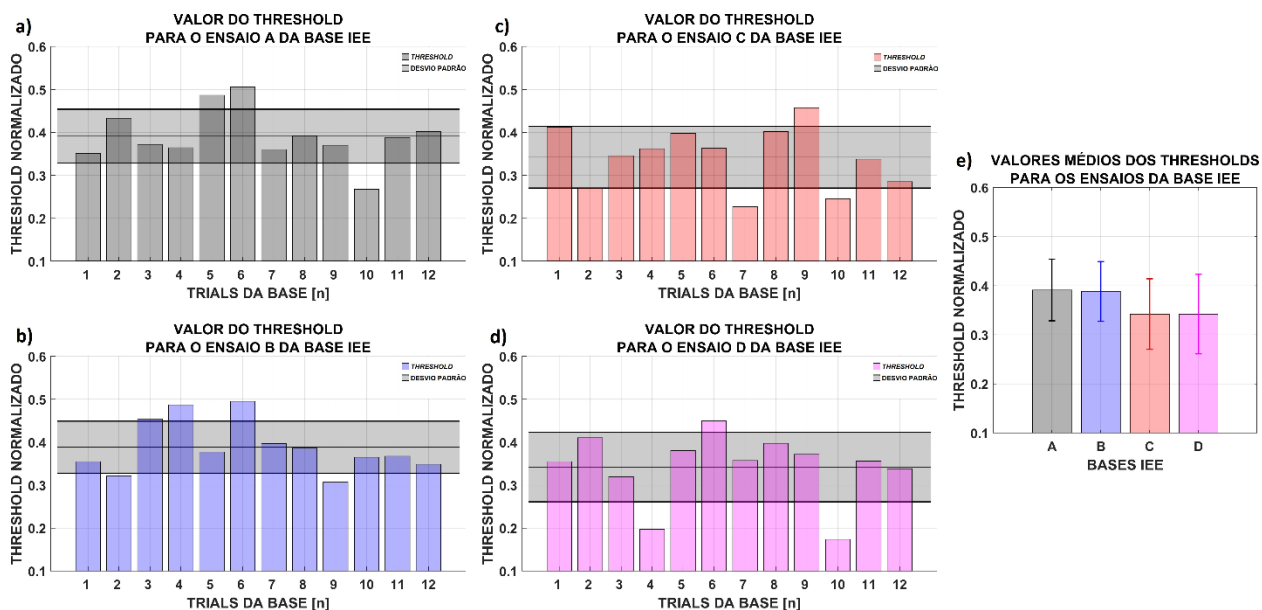 a)
VALOR DO THRESHOLD
PARA O ENSAIO A DA BASE IEE
THRESHOLD
DESVIO PADRÃO
THRESHOLD NORMALIZADO
0.6
0.5
0.4
0.3
0.2
0.1
1 2 3 4 5 6 7 8 9 10 11 12
TRIALS DA BASE [n]
b)
VALOR DO THRESHOLD
PARA O ENSAIO B DA BASE IEE
THRESHOLD
DESVIO PADRÃO
THRESHOLD NORMALIZADO
0.6
0.5
0.4
0.3
0.2
0.1
1 2 3 4 5 6 7 8 9 10 11 12
TRIALS DA BASE [n]
c)
VALOR DO THRESHOLD
PARA O ENSAIO C DA BASE IEE
THRESHOLD
DESVIO PADRÃO
THRESHOLD NORMALIZADO
0.6
0.5
0.4
0.3
0.2
0.1
1 2 3 4 5 6 7 8 9 10 11 12
TRIALS DA BASE [n]
d)
VALOR DO THRESHOLD
PARA O ENSAIO D DA BASE IEE
THRESHOLD
DESVIO PADRÃO
THRESHOLD NORMALIZADO
0.6
0.5
0.4
0.3
0.2
0.1
1 2 3 4 5 6 7 8 9 10 11 12
TRIALS DA BASE [n]
e) VALORES MÉDIOS DOS THRESHOLDS
PARA OS ENSAIOS DA BASE IEE
THRESHOLD NORMALIZADO
0.6
0.5
0.4
0.3
0.2
0.1
A B C D
BASES IEE